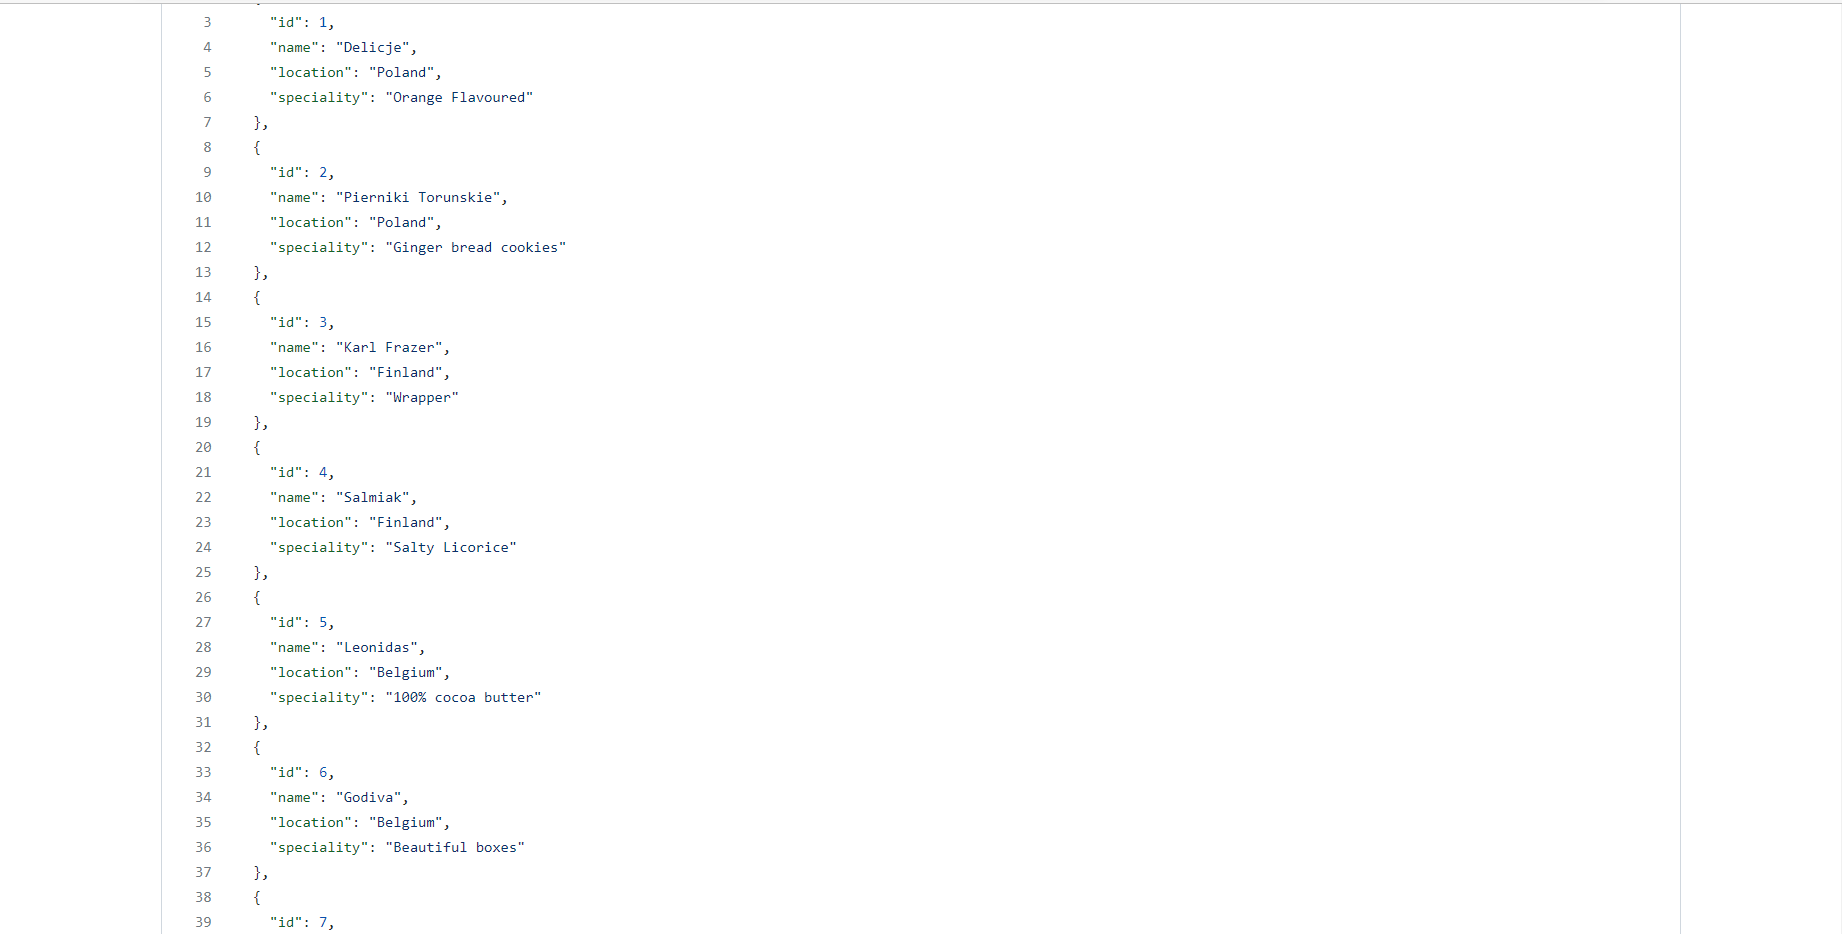 3 "id": 1,
4 "name": "Delicje",
5 "location": "Poland",
6 "speciality": "Orange Flavoured"
7 },
8 {
9 "id": 2,
10 "name": "Pierniki Torunskie",
11 "location": "Poland",
12 "speciality": "Ginger bread cookies"
13 },
14 {
15 "id": 3,
16 "name": "Karl Frazer",
17 "location": "Finland",
18 "speciality": "Wrapper"
19 },
20 {
21 "id": 4,
22 "name": "Salmiak",
23 "location": "Finland",
24 "speciality": "Salty Licorice"
25 },
26 {
27 "id": 5,
28 "name": "Leonidas",
29 "location": "Belgium",
30 "speciality": "100% cocoa butter"
31 },
32 {
33 "id": 6,
34 "name": "Godiva",
35 "location": "Belgium",
36 "speciality": "Beautiful boxes"
37 },
38 {
39 "id": 7,